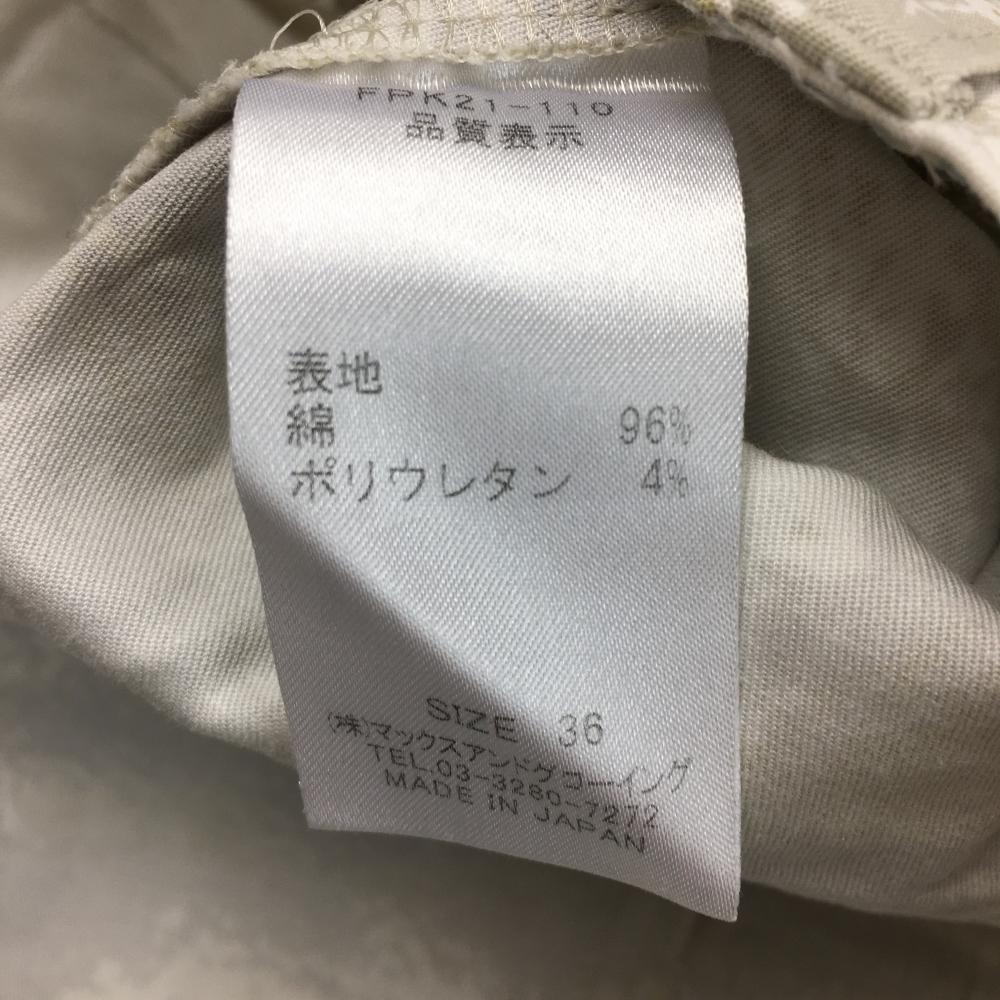 FPK21-110
品質表示
表地
綿 96%
ポリウレタン 4%
SIZE 36
(株)マックスアンドグローイング
TEL.03-3280-7272
MADE IN JAPAN